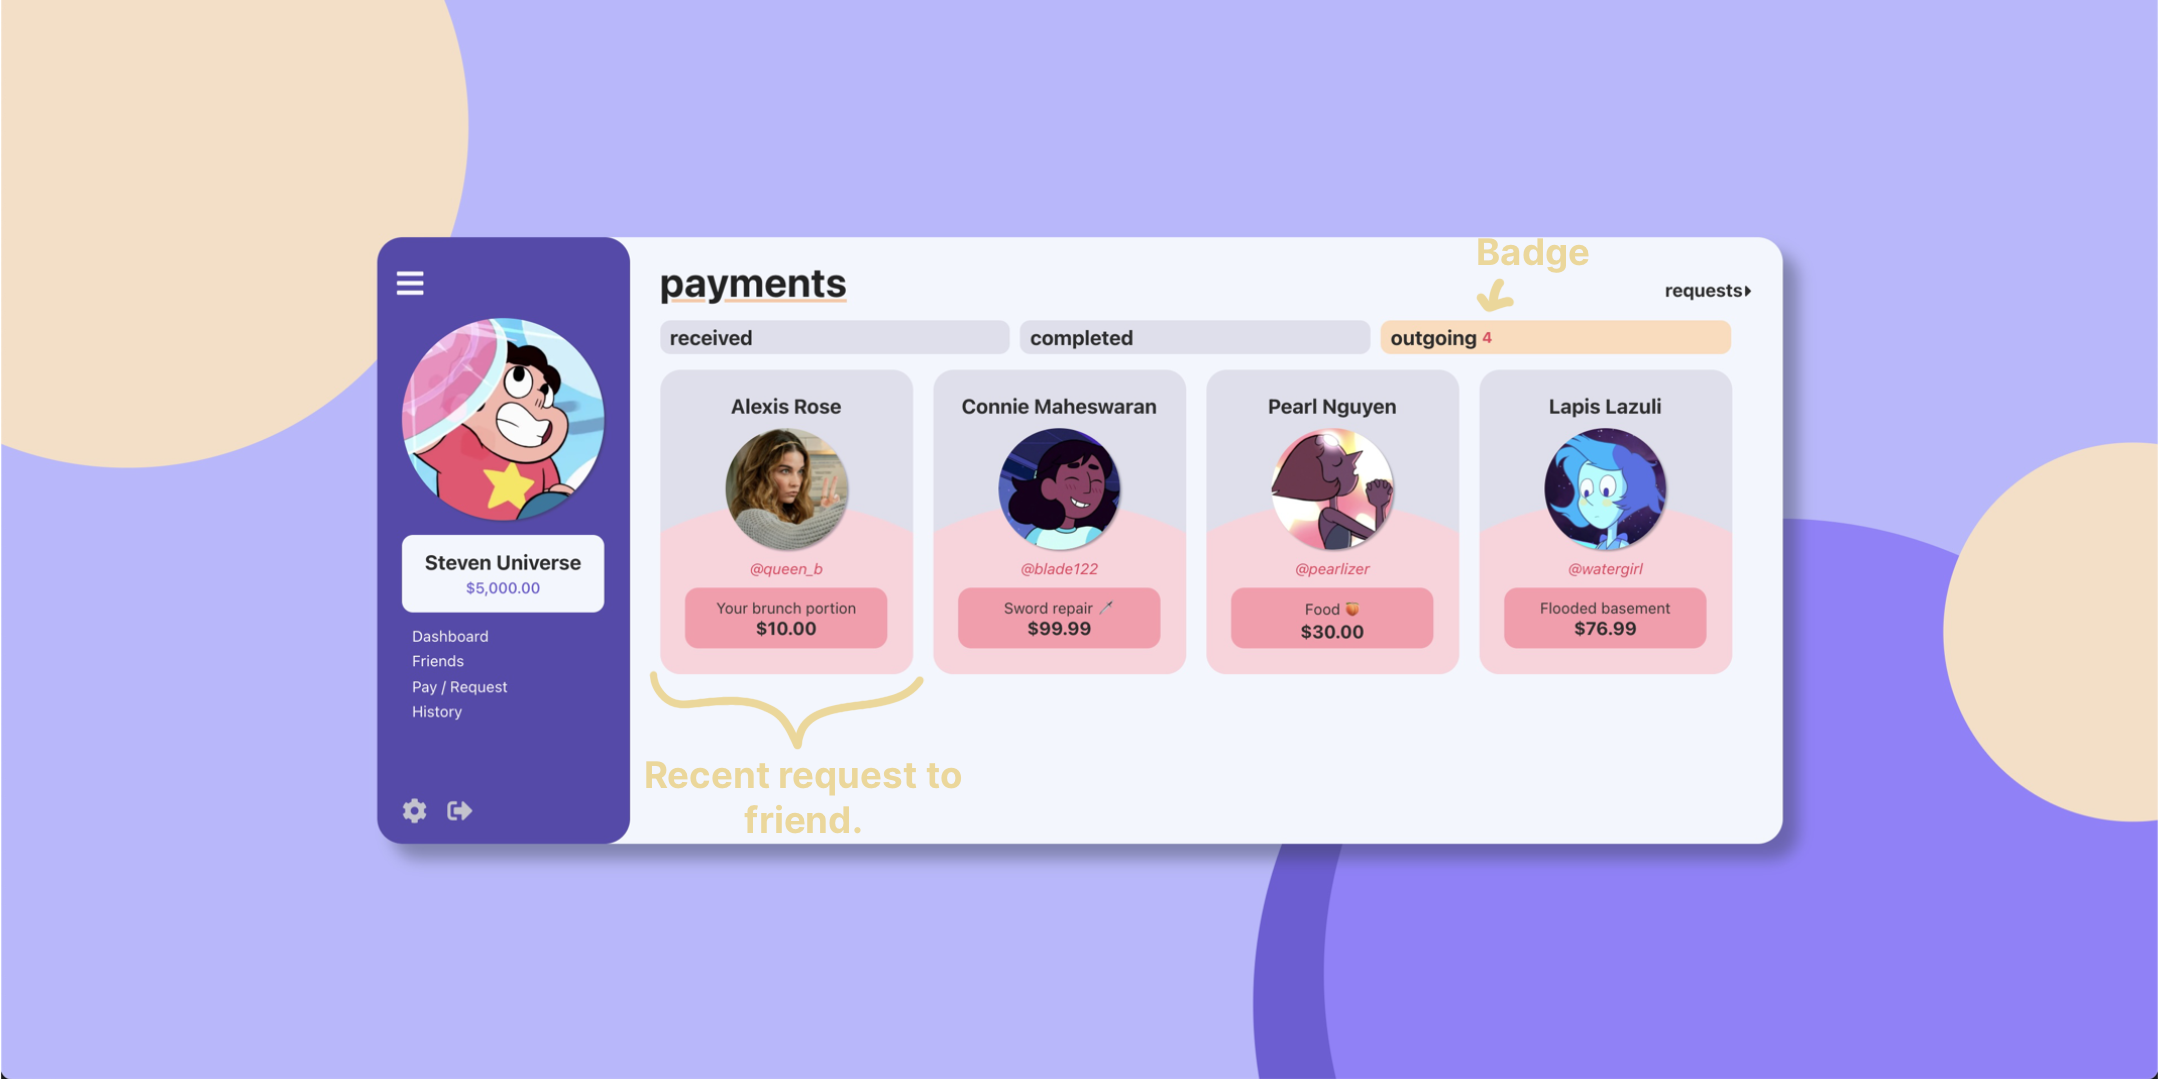 Badge
payments
requests
received
completed
outgoing 4
Alexis Rose
Connie Maheswaran
Pearl Nguyen
Lapis Lazuli
@queen_b
@blade122
@pearlizer
@watergirl
Your brunch portion
$10.00
Sword repair 🗡
$99.99
Food 🍑
$30.00
Flooded basement
$76.99
Steven Universe
$5,000.00
Dashboard
Friends
Pay / Request
History
Recent request to
friend.